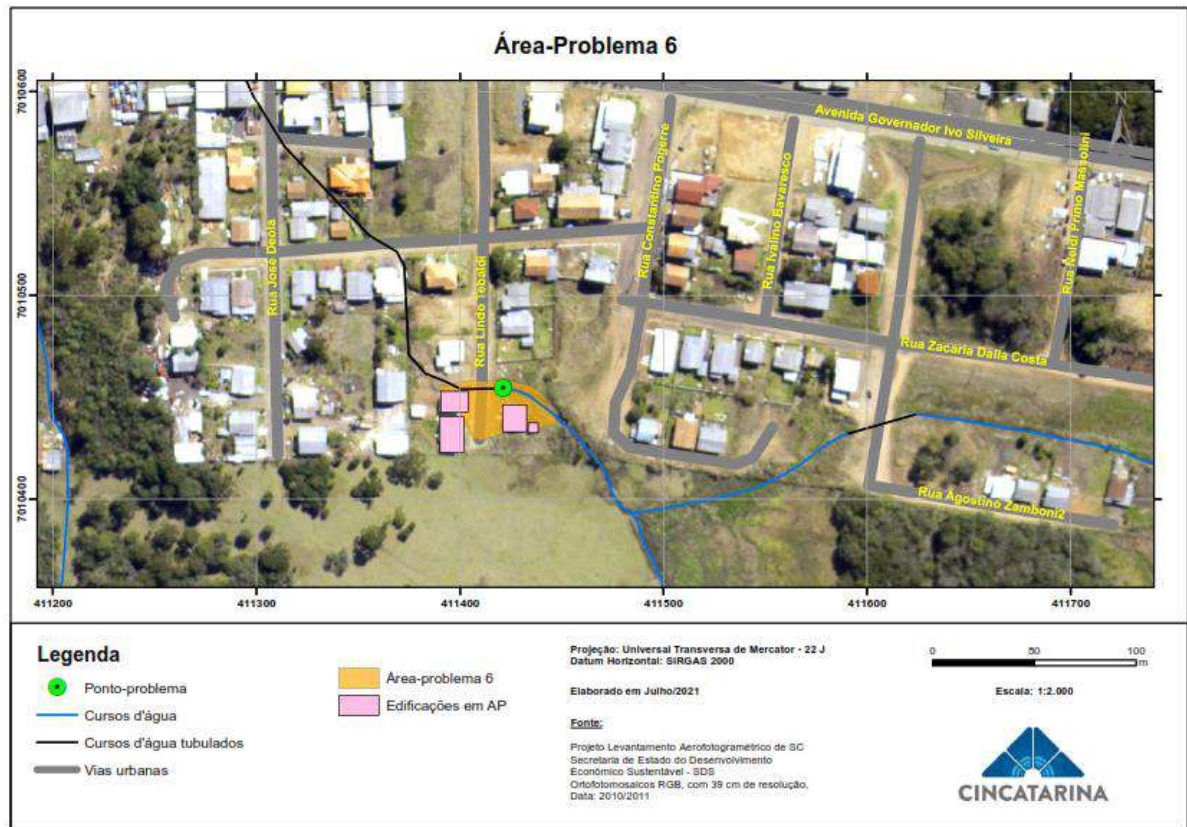 Área-Problema 6
7010600
7010500
7010400
Avenida Governador Ivo Silveira
Rua Constantino Pogerré
Rua Ivalino Bavaresco
Rua Neldi Primo Massolini
Rua José Deola
Rua Lindo Tebaldi
Rua Zacaria Dalla Costa
Rua Agostino Zamboni2
411200
411300
411400
411500
411600
411700
Legenda
Ponto-problema
Cursos d'água
Cursos d'água tubulados
Vias urbanas
Área-problema 6
Edificações em AP
Projeção: Universal Transversa de Mercator - 22 J
Datum Horizontal: SIRGAS 2000
Elaborado em Julho/2021
Fonte:
Projeto Levantamento Aerofotogramétrico de SC
Secretaria de Estado do Desenvolvimento
Econômico Sustentável - SDS
Ortofotomosaicos RGB, com 39 cm de resolução.
Data: 2010/2011
0 50 100
m
Escala: 1:2.000
CINCATARINA